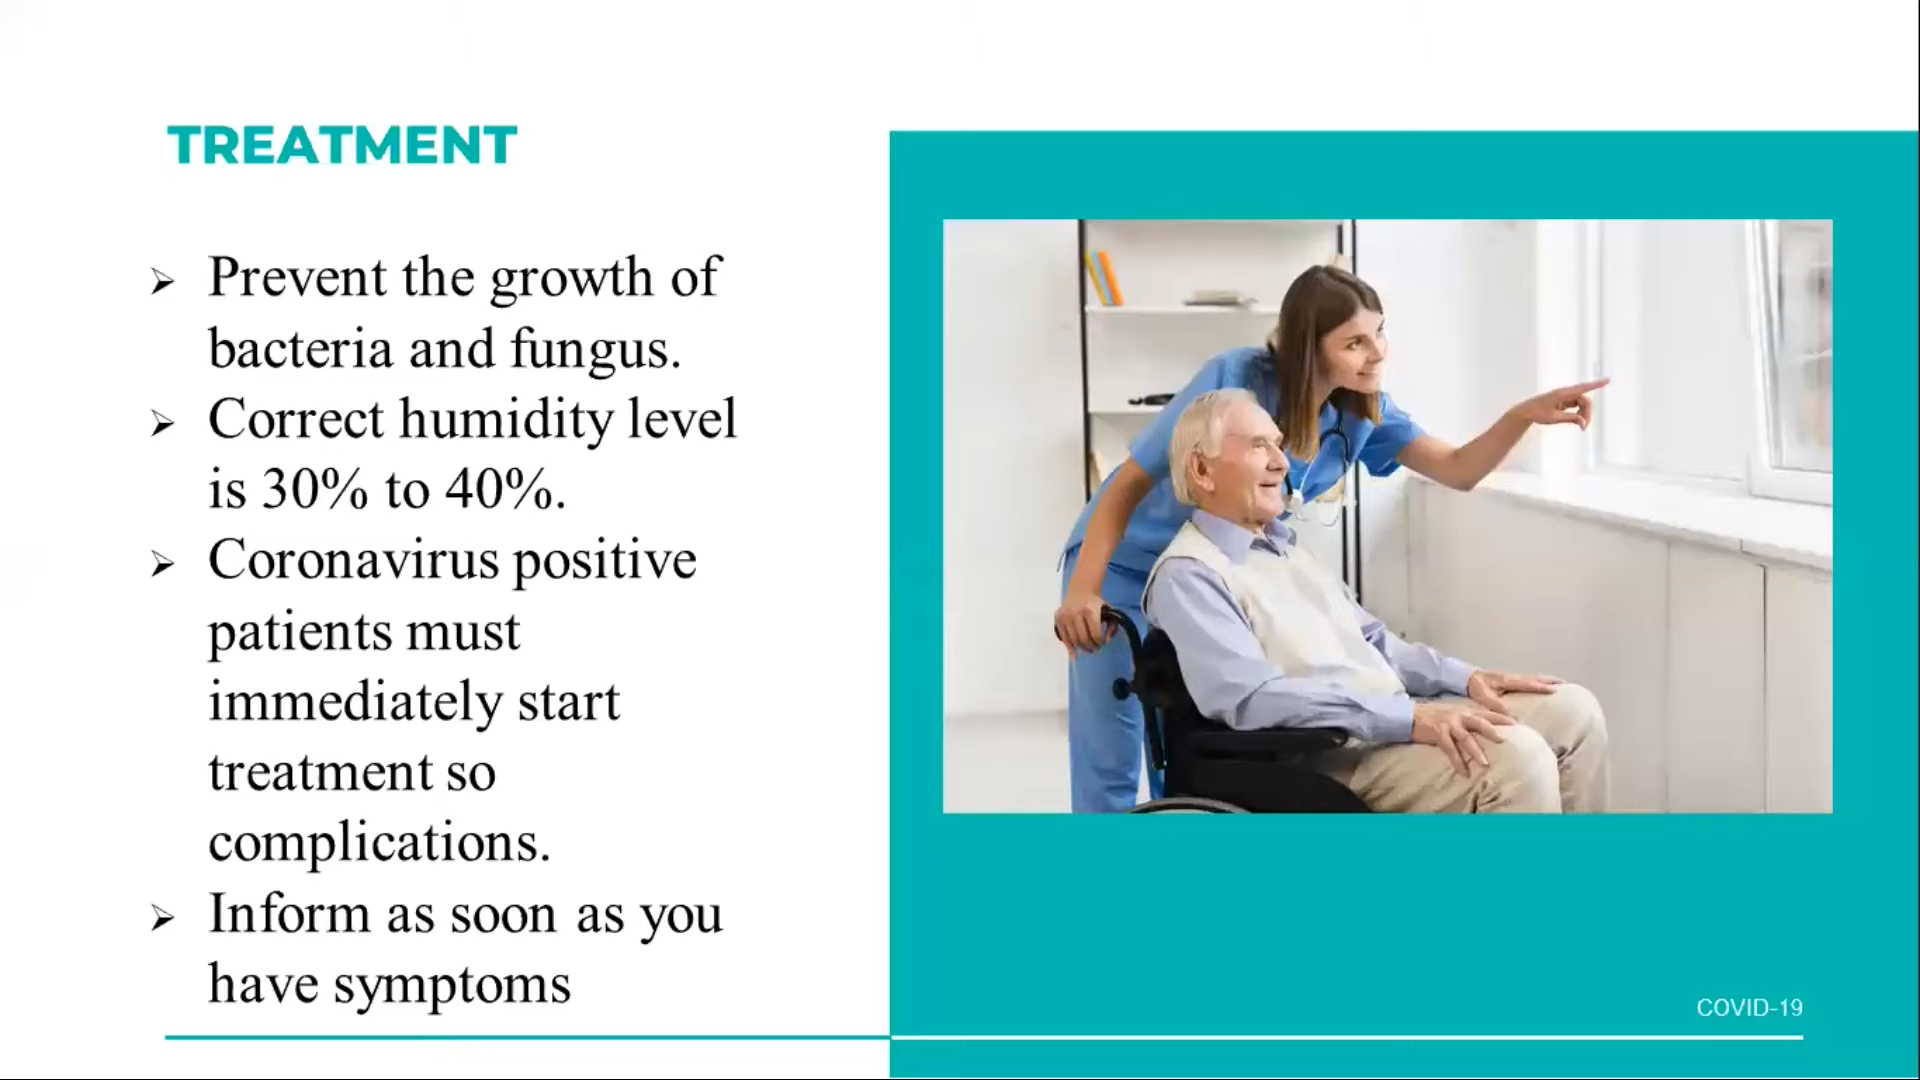 TREATMENT
Prevent the growth of
bacteria and fungus.
Correct humidity level
is 30% to 40%.
Coronavirus positive
patients must
immediately start
treatment so
complications.
Inform as soon as you
have symptoms
COVID-19